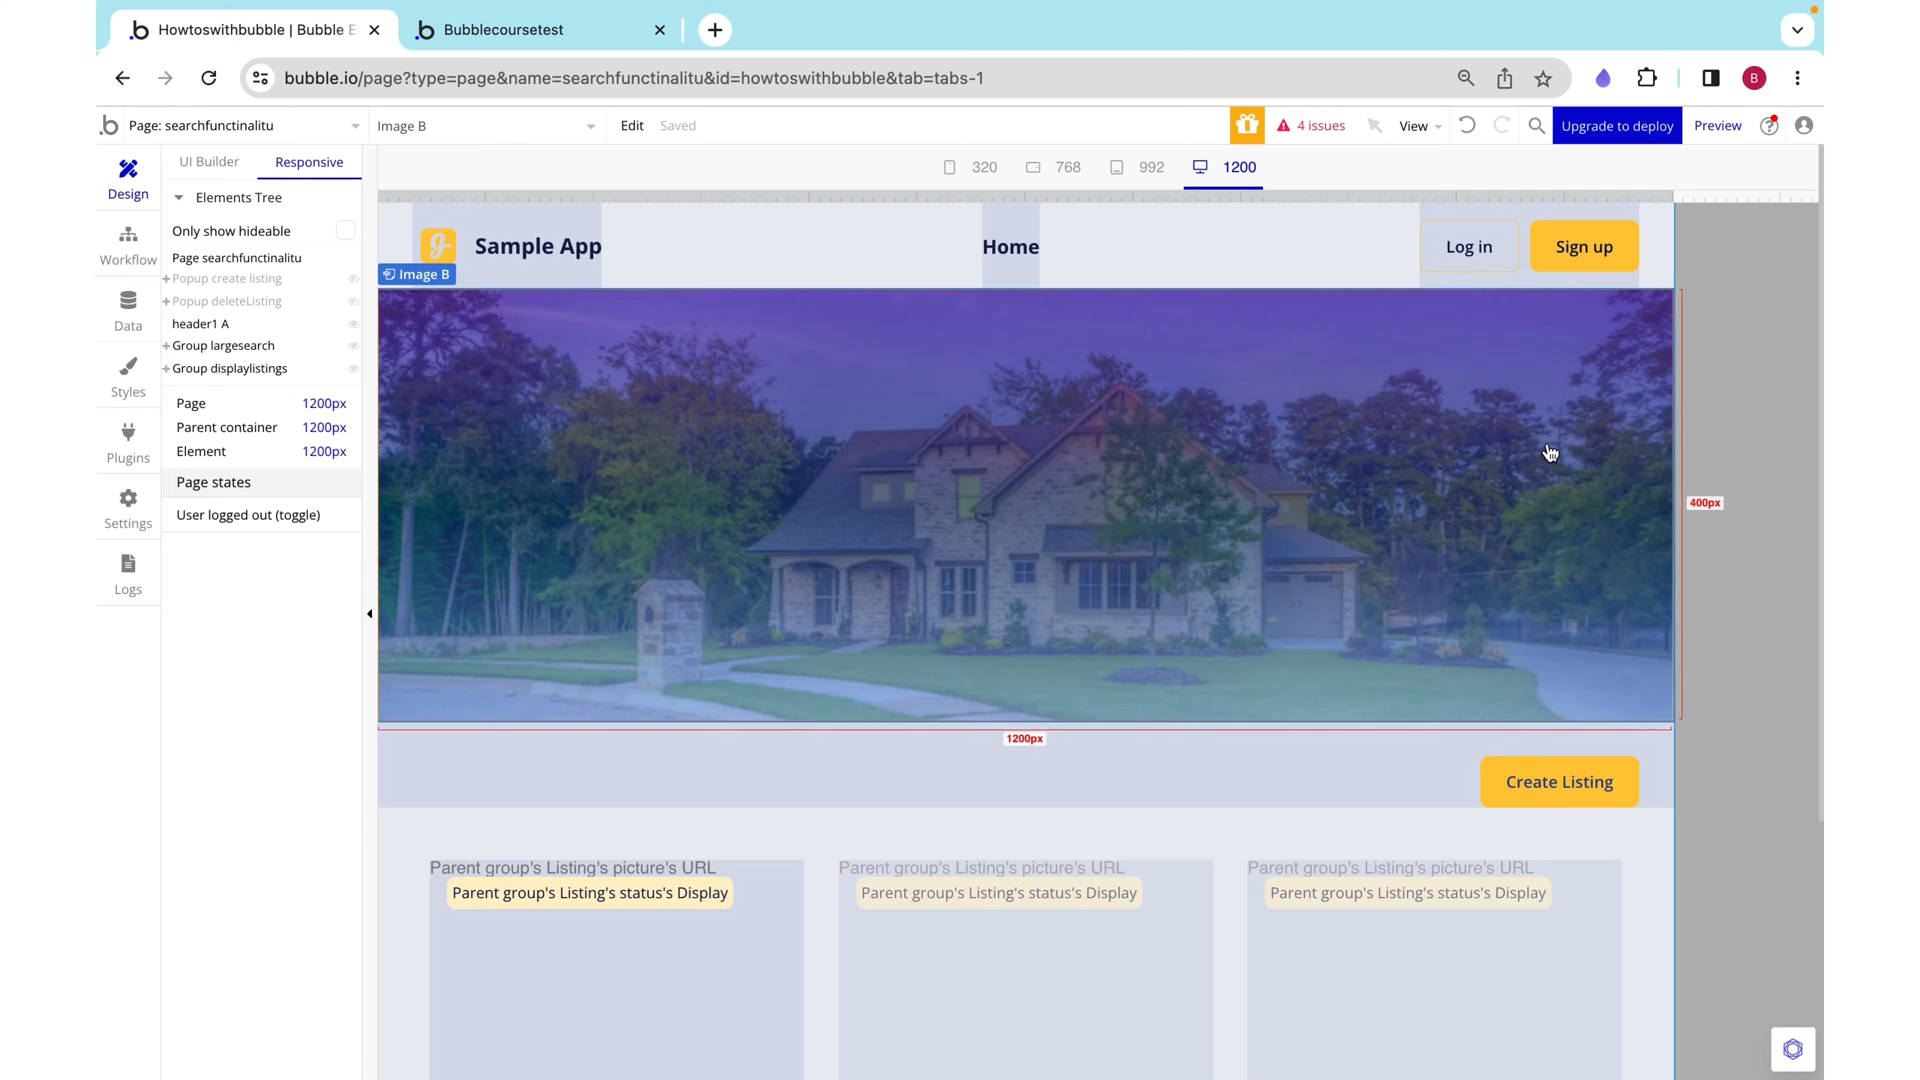 Howtoswithbubble | Bubble E
Bubblecoursetest
bubble.io/page?type=page&name=searchfunctinalitu&id=howtoswithbubble&tab=tabs-1
B
Page: searchfunctinalitu
Image B
Edit
Saved
4 issues
View
Upgrade to deploy
Preview
UI Builder
Responsive
320
768
992
1200
Design
Workflow
Data
Styles
Plugins
Settings
Logs
Elements Tree
Only show hideable
Page searchfunctinalitu
Popup create listing
Popup deleteListing
header1 A
Group largesearch
Group displaylistings
Page 1200px
Parent container 1200px
Element 1200px
Page states
User logged out (toggle)
Sample App
Home
Log in
Sign up
Image B
400px
1200px
Create Listing
Parent group's Listing's picture's URL
Parent group's Listing's status's Display
Parent group's Listing's picture's URL
Parent group's Listing's status's Display
Parent group's Listing's picture's URL
Parent group's Listing's status's Display